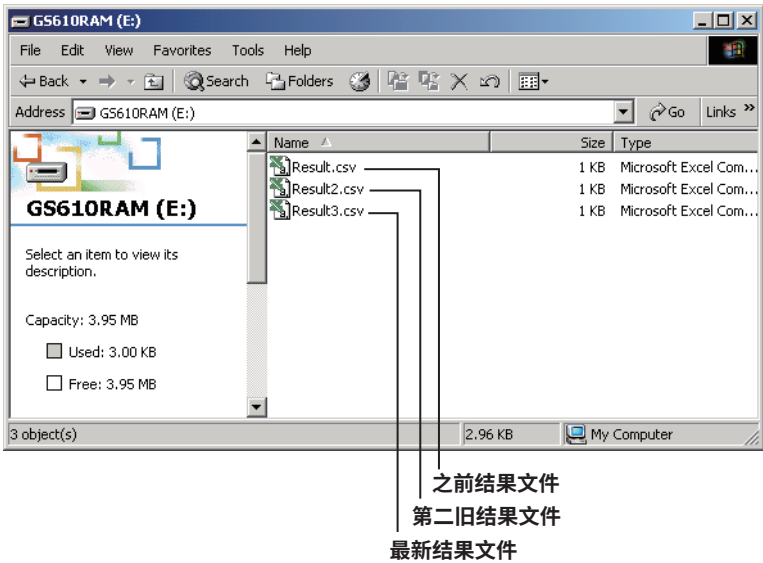 GS610RAM (E:)
File Edit View Favorites Tools Help
Back Search Folders
Address GS610RAM (E:) Go Links »
Name Size Type
Result.csv 1 KB Microsoft Excel Com...
Result2.csv 1 KB Microsoft Excel Com...
Result3.csv 1 KB Microsoft Excel Com...
GS610RAM (E:)
Select an item to view its
description.
Capacity: 3.95 MB
Used: 3.00 KB
Free: 3.95 MB
3 object(s) 2.96 KB My Computer
之前结果文件
第二旧结果文件
最新结果文件